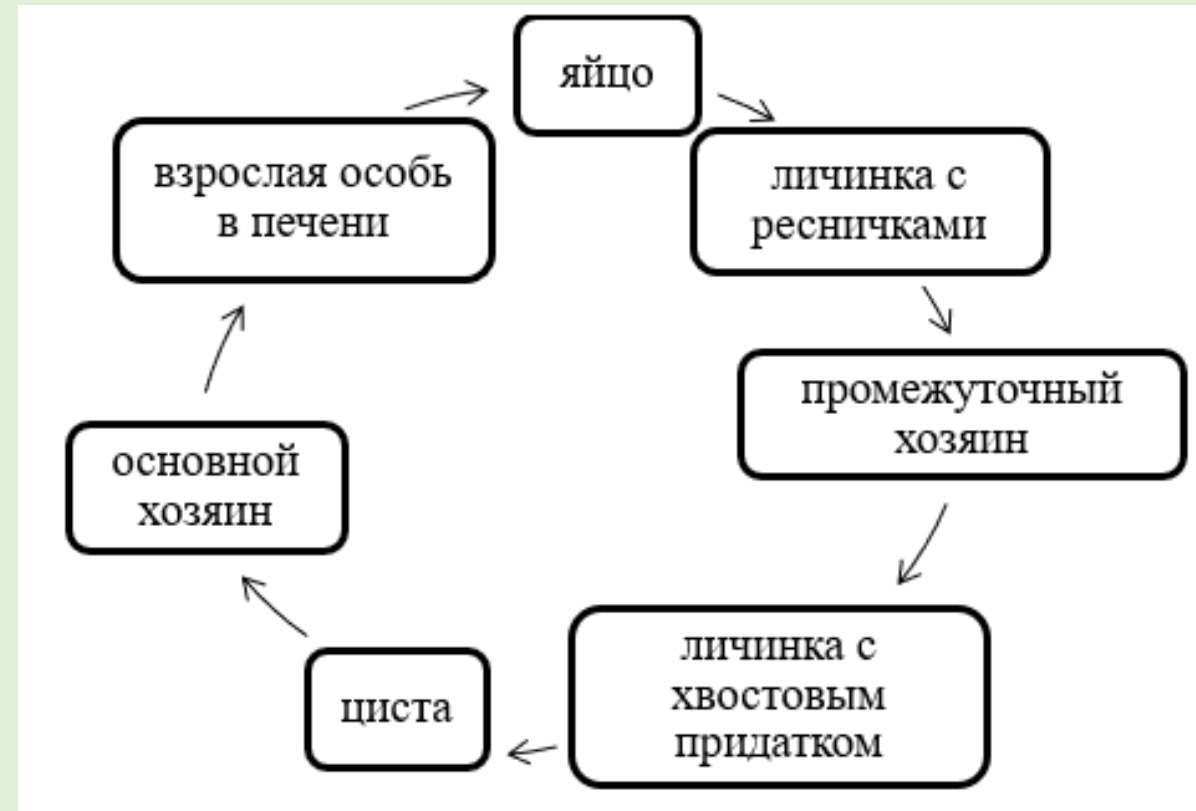 яйцо
личинка с
ресничками
промежуточный
хозяин
личинка с
хвостовым
придатком
циста
основной
хозяин
взрослая особь
в печени